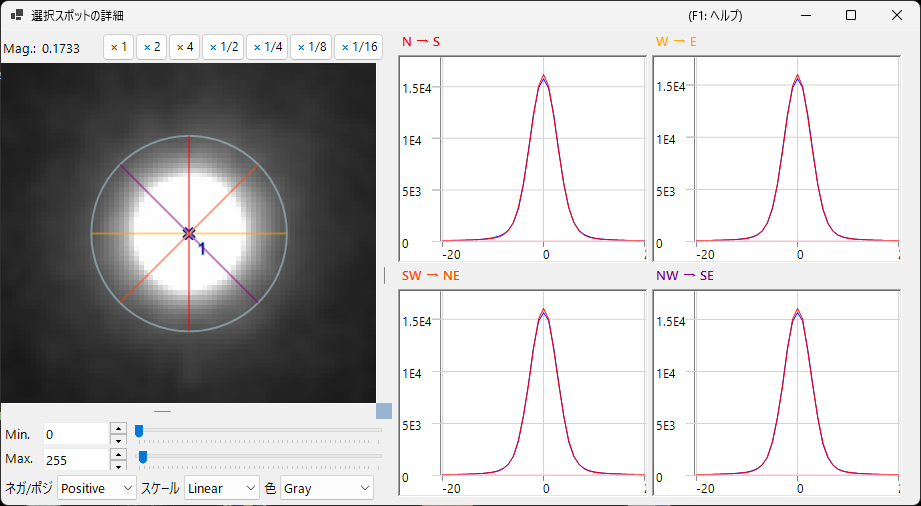 選択スポットの詳細
(F1: ヘルプ)
Mag.: 0.1733
× 1
× 2
× 4
× 1/2
× 1/4
× 1/8
× 1/16
1
N → S
1.5E4
1E4
5E3
0
-20
0
2
W → E
1.5E4
1E4
5E3
0
-20
0
2
SW → NE
1.5E4
1E4
5E3
0
-20
0
2
NW → SE
1.5E4
1E4
5E3
0
-20
0
2
Min. 0
Max. 255
ネガ/ポジ Positive スケール Linear 色 Gray